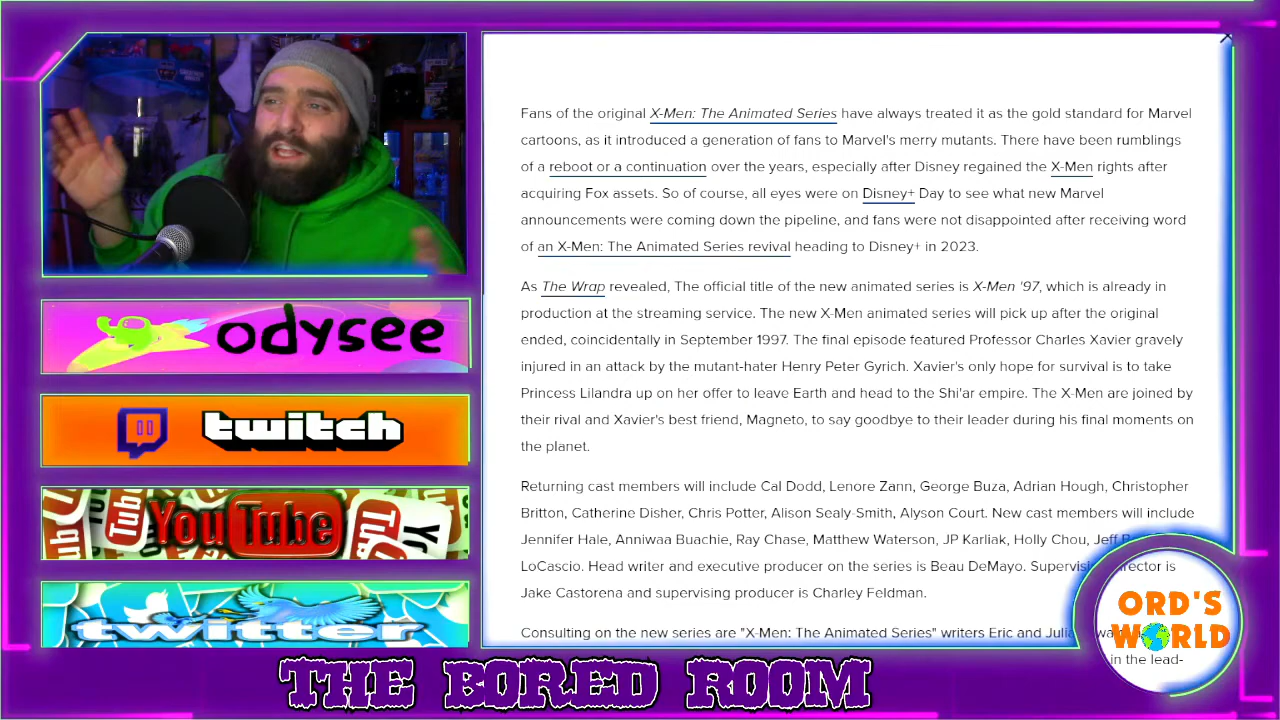 Fans of the original X-Men: The Animated Series have always treated it as the gold standard for Marvel
cartoons, as it introduced a generation of fans to Marvel's merry mutants. There have been rumblings
of a reboot or a continuation over the years, especially after Disney regained the X-Men rights after
acquiring Fox assets. So of course, all eyes were on Disney+ Day to see what new Marvel
announcements were coming down the pipeline, and fans were not disappointed after receiving word
of an X-Men: The Animated Series revival heading to Disney+ in 2023.
As The Wrap revealed, The official title of the new animated series is X-Men '97, which is already in
production at the streaming service. The new X-Men animated series will pick up after the original
ended, coincidentally in September 1997. The final episode featured Professor Charles Xavier gravely
injured in an attack by the mutant-hater Henry Peter Gyrich. Xavier's only hope for survival is to take
Princess Lilandra up on her offer to leave Earth and head to the Shi'ar empire. The X-Men are joined by
their rival and Xavier's best friend, Magneto, to say goodbye to their leader during his final moments on
the planet.
Returning cast members will include Cal Dodd, Lenore Zann, George Buza, Adrian Hough, Christopher
Britton, Catherine Disher, Chris Potter, Alison Sealy-Smith, Alyson Court. New cast members will include
Jennifer Hale, Anniwaa Buachie, Ray Chase, Matthew Waterson, JP Karliak, Holly Chou, Jeff
LoCascio. Head writer and executive producer on the series is Beau DeMayo. is
Jake Castorena and supervising producer is Charley Feldman.
Consulting on the new series are "X-Men: The Animated Series" writers Eric and
in the lead-
odysee
twitch
You Tube
twitter
ORD'S
WORLD
THE BORED ROOM